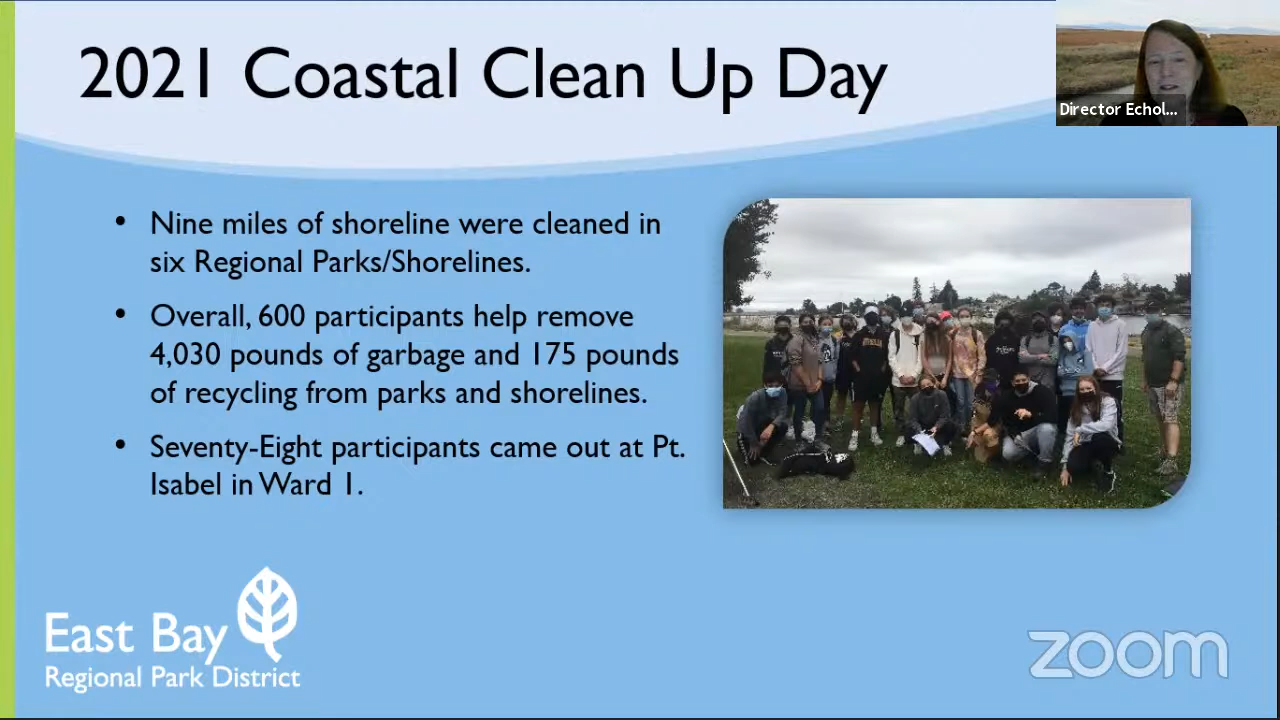 2021 Coastal Clean Up Day
Director Echol...
• Nine miles of shoreline were cleaned in
six Regional Parks/Shorelines.
• Overall, 600 participants help remove
4,030 pounds of garbage and 175 pounds
of recycling from parks and shorelines.
• Seventy-Eight participants came out at Pt.
Isabel in Ward 1.
East Bay
Regional Park District
zoom